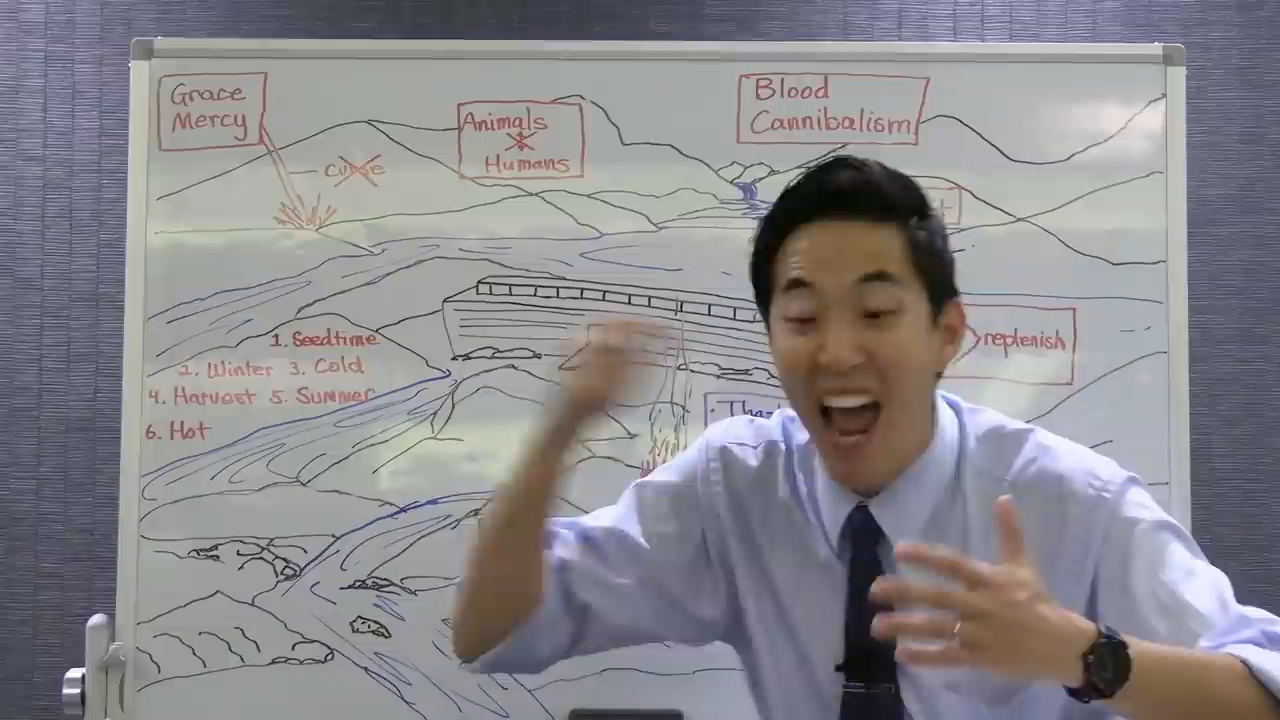 Grace
Mercy
curse
Animals
Humans
Blood
Cannibalism
replenish
1. Seedtime
2. Winter 3. Cold
4. Harvest 5. Summer
6. Hot